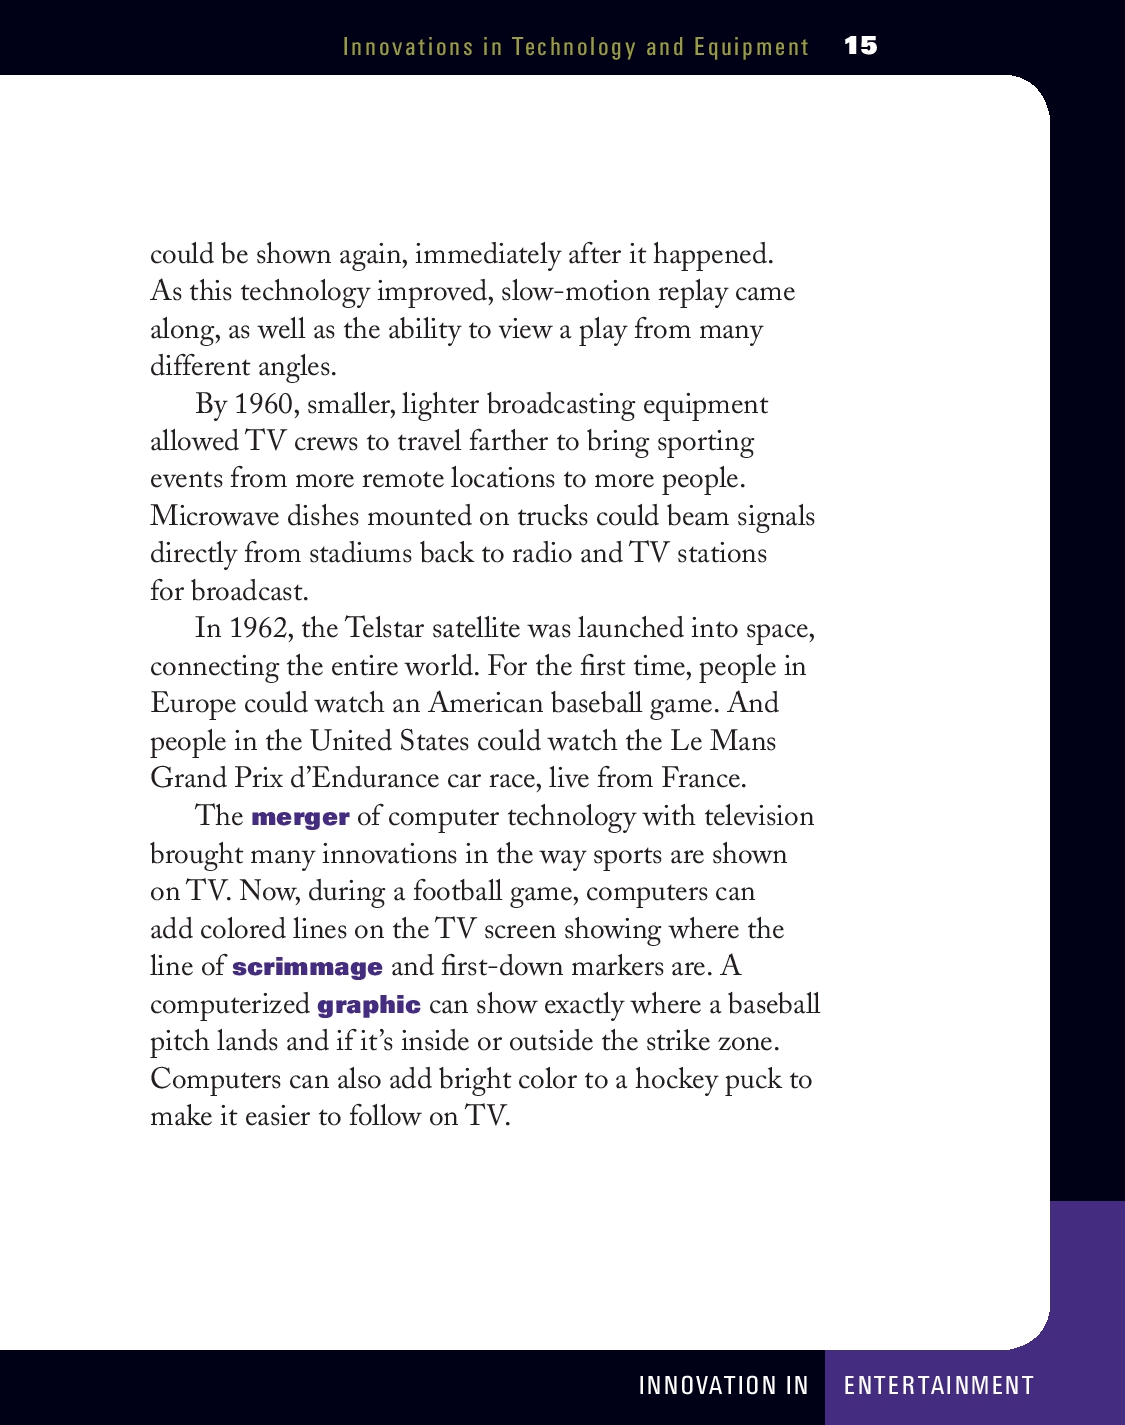 Innovations in Technology and Equipment 15
could be shown again, immediately after it happened.
As this technology improved, slow-motion replay came
along, as well as the ability to view a play from many
different angles.
By 1960, smaller, lighter broadcasting equipment
allowed TV crews to travel farther to bring sporting
events from more remote locations to more people.
Microwave dishes mounted on trucks could beam signals
directly from stadiums back to radio and TV stations
for broadcast.
In 1962, the Telstar satellite was launched into space,
connecting the entire world. For the first time, people in
Europe could watch an American baseball game. And
people in the United States could watch the Le Mans
Grand Prix d’Endurance car race, live from France.
The merger of computer technology with television
brought many innovations in the way sports are shown
on TV. Now, during a football game, computers can
add colored lines on the TV screen showing where the
line of scrimmage and first-down markers are. A
computerized graphic can show exactly where a baseball
pitch lands and if it’s inside or outside the strike zone.
Computers can also add bright color to a hockey puck to
make it easier to follow on TV.
INNOVATION IN ENTERTAINMENT